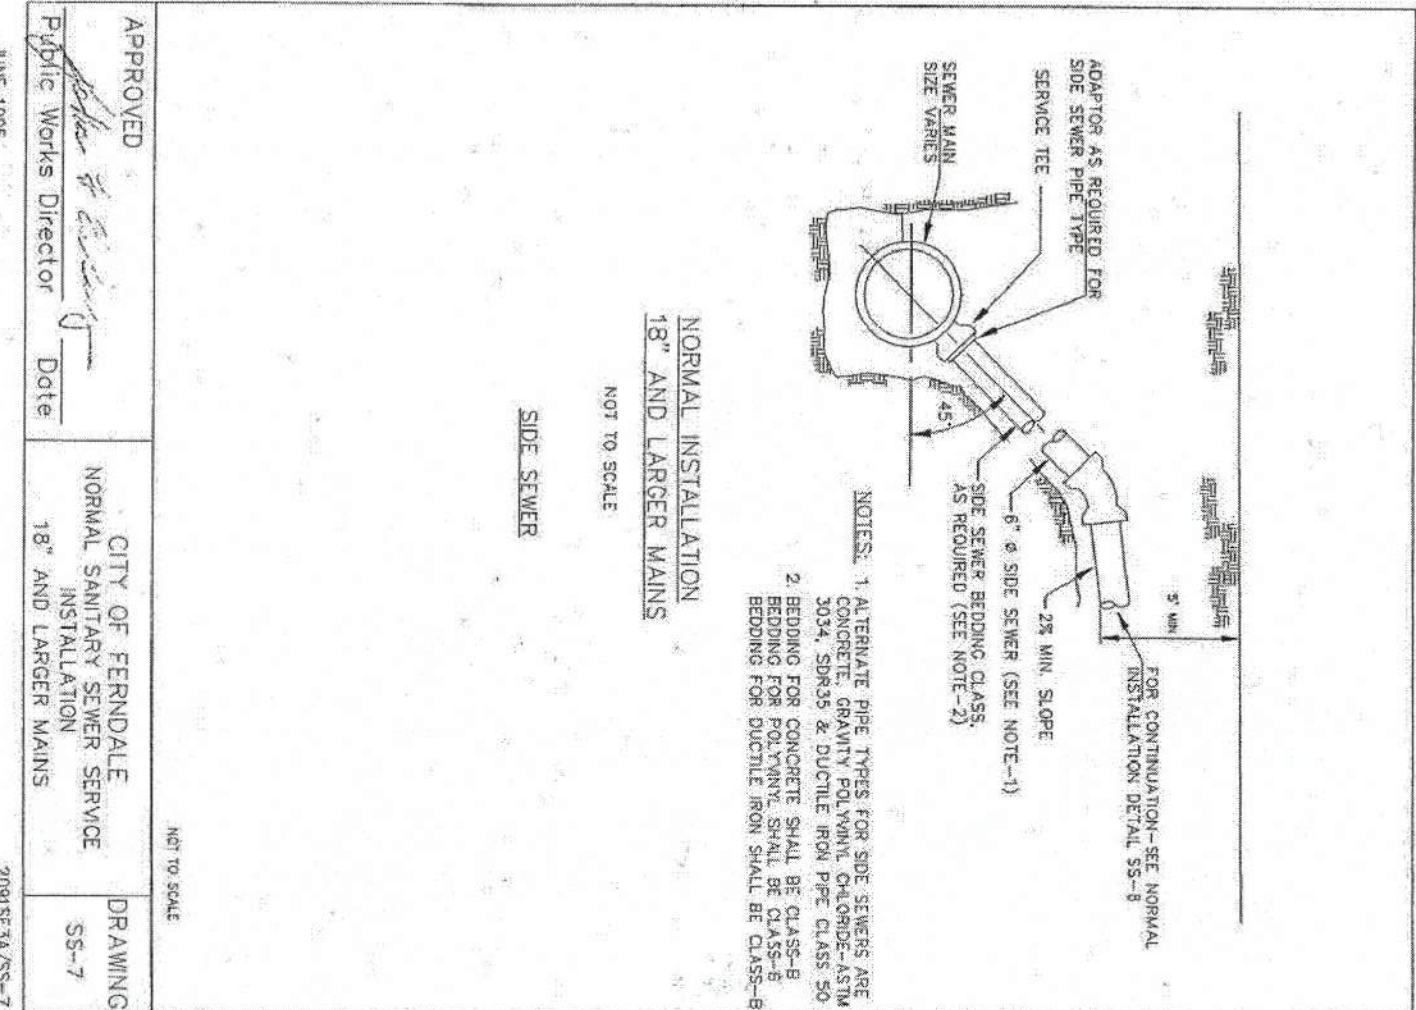 FOR CONTINUATION-SEE NORMAL
INSTALLATION DETAIL SS-8
5' MIN
2% MIN. SLOPE
6" ø SIDE SEWER (SEE NOTE-1)
SIDE SEWER BEDDING CLASS,
AS REQUIRED (SEE NOTE-2)
45°
ADAPTOR AS REQUIRED FOR
SIDE SEWER PIPE TYPE
SERVICE TEE
SEWER MAIN
SIZE VARIES
NOTES: 1. ALTERNATE PIPE TYPES FOR SIDE SEWERS ARE
CONCRETE, GRAVITY POLYVINYL CHLORIDE-ASTM
3034, SDR35 & DUCTILE IRON PIPE CLASS 50
2. BEDDING FOR CONCRETE SHALL BE CLASS-B
BEDDING FOR POLYVINYL SHALL BE CLASS-B
BEDDING FOR DUCTILE IRON SHALL BE CLASS-B
NORMAL INSTALLATION
18" AND LARGER MAINS
NOT TO SCALE
SIDE SEWER
NOT TO SCALE
APPROVED
Public Works Director Date
CITY OF FERNDALE
NORMAL SANITARY SEWER SERVICE
INSTALLATION
18" AND LARGER MAINS
DRAWING
SS-7
JUNE